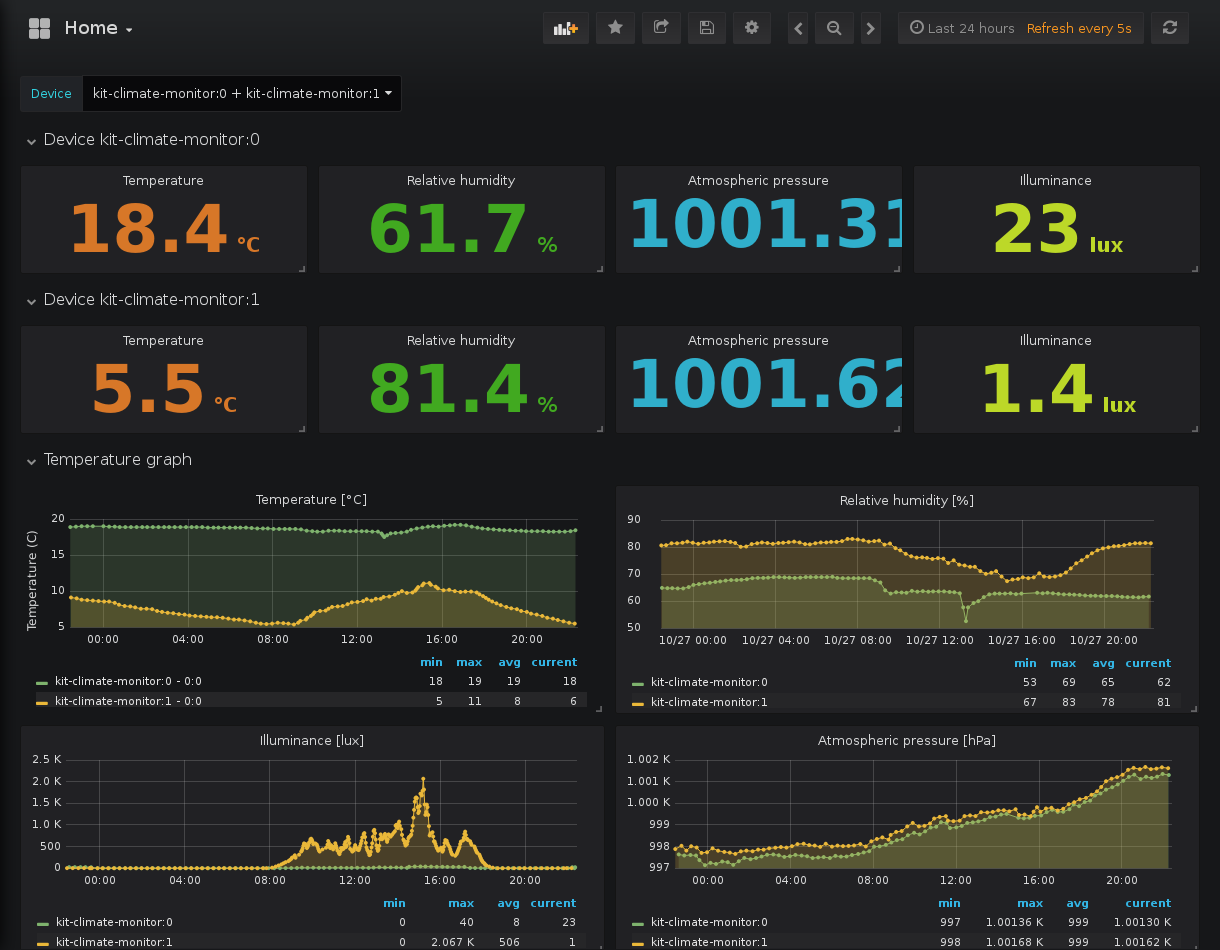 Home
Last 24 hours Refresh every 5s
Device kit-climate-monitor:0 + kit-climate-monitor:1
Device kit-climate-monitor:0
Temperature Relative humidity Atmospheric pressure Illuminance
18.4 °C 61.7 % 1001.31 23 lux
Device kit-climate-monitor:1
Temperature Relative humidity Atmospheric pressure Illuminance
5.5 °C 81.4 % 1001.62 1.4 lux
Temperature graph
Temperature [°C]
Temperature (C)
20
15
10
5
00:00 04:00 08:00 12:00 16:00 20:00
min max avg current
kit-climate-monitor:0 - 0:0 18 19 19 18
kit-climate-monitor:1 - 0:0 5 11 8 6
Relative humidity [%]
90
80
70
60
50
10/27 00:00 10/27 04:00 10/27 08:00 10/27 12:00 10/27 16:00 10/27 20:00
min max avg current
kit-climate-monitor:0 53 69 65 62
kit-climate-monitor:1 67 83 78 81
Illuminance [lux]
2.5 K
2.0 K
1.5 K
1.0 K
500
0
00:00 04:00 08:00 12:00 16:00 20:00
min max avg current
kit-climate-monitor:0 0 40 8 23
kit-climate-monitor:1 0 2.067 K 506 1
Atmospheric pressure [hPa]
1.002 K
1.001 K
1.000 K
999
998
997
00:00 04:00 08:00 12:00 16:00 20:00
min max avg current
kit-climate-monitor:0 997 1.00136 K 999 1.00130 K
kit-climate-monitor:1 998 1.00168 K 999 1.00162 K